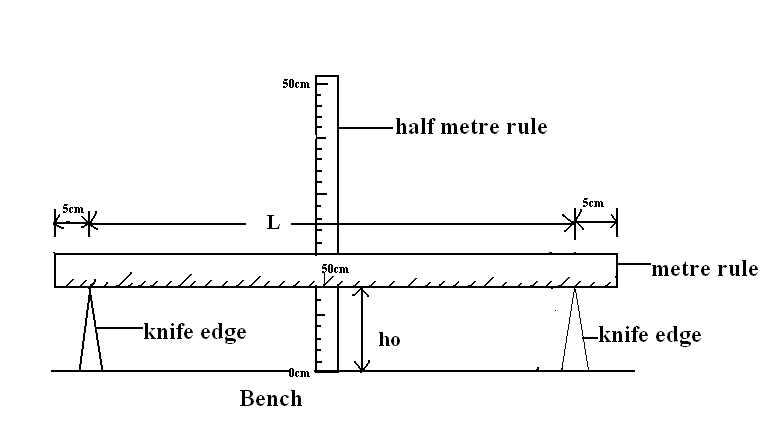 50cm
half metre rule
5cm
L
5cm
50cm
metre rule
knife edge
ho
knife edge
0cm
Bench